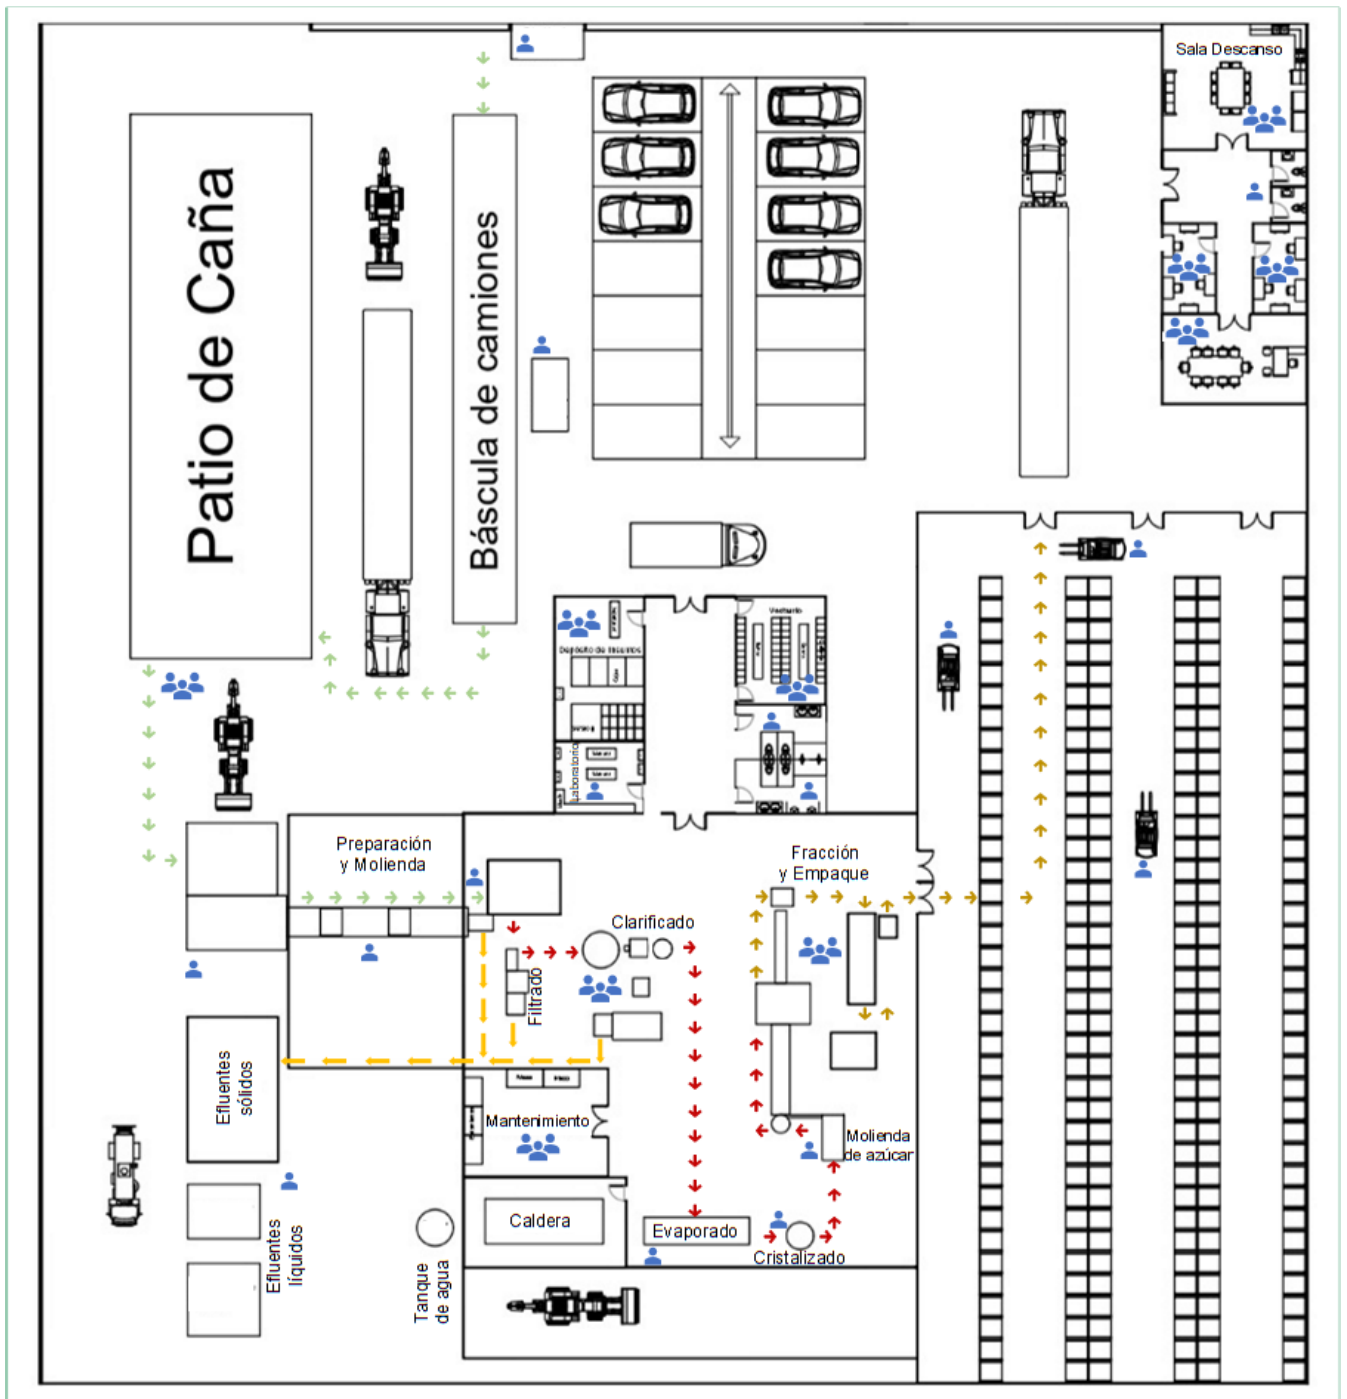 Sala Descanso
Patio de Caña
Báscula de camiones
Vestuario
Depósito de Insumos
Laboratorio
Preparación
y Molienda
Fracción
y Empaque
Clarificado
Filtrado
Efluentes
sólidos
Mantenimiento
Molienda
de azúcar
Caldera
Evaporado
Cristalizado
Efluentes
líquidos
Tanque
de agua